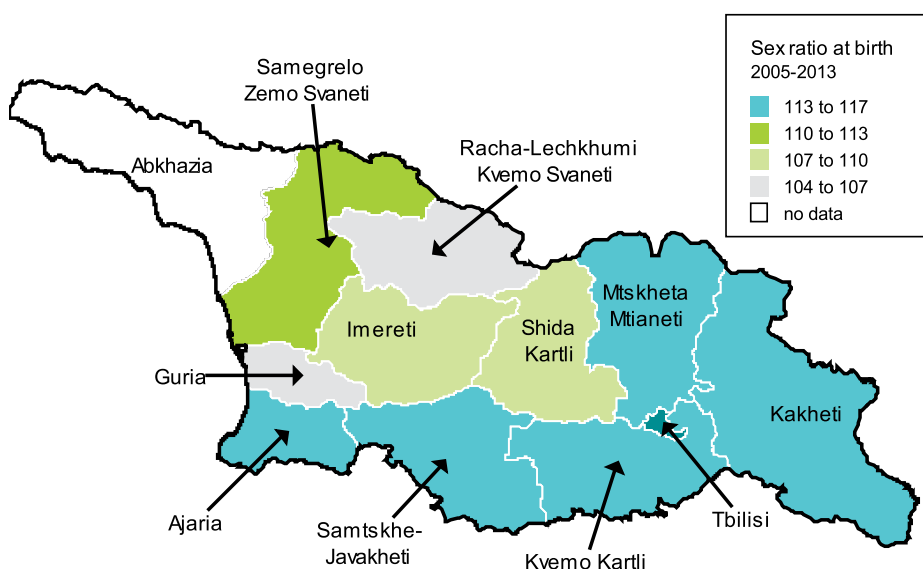 Sex ratio at birth
2005-2013
113 to 117
110 to 113
107 to 110
104 to 107
no data
Samegrelo
Zemo Svaneti
Racha-Lechkhumi
Kvemo Svaneti
Abkhazia
Mtskheta
Mtianeti
Imereti
Shida
Kartli
Guria
Kakheti
Ajaria
Samtskhe-
Javakheti
Kvemo Kartli
Tbilisi